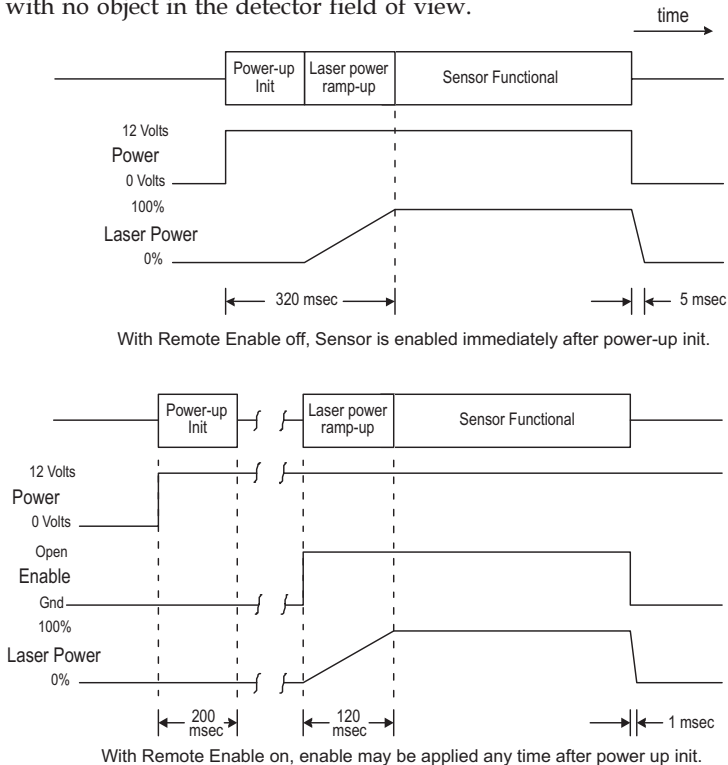 with no object in the detector field of view.
time
Power-up
Init
Laser power
ramp-up
Sensor Functional
12 Volts
Power
0 Volts
100%
Laser Power
0%
320 msec
5 msec
With Remote Enable off, Sensor is enabled immediately after power-up init.
Power-up
Init
Laser power
ramp-up
Sensor Functional
12 Volts
Power
0 Volts
Open
Enable
Gnd
100%
Laser Power
0%
200
msec
120
msec
1 msec
With Remote Enable on, enable may be applied any time after power up init.